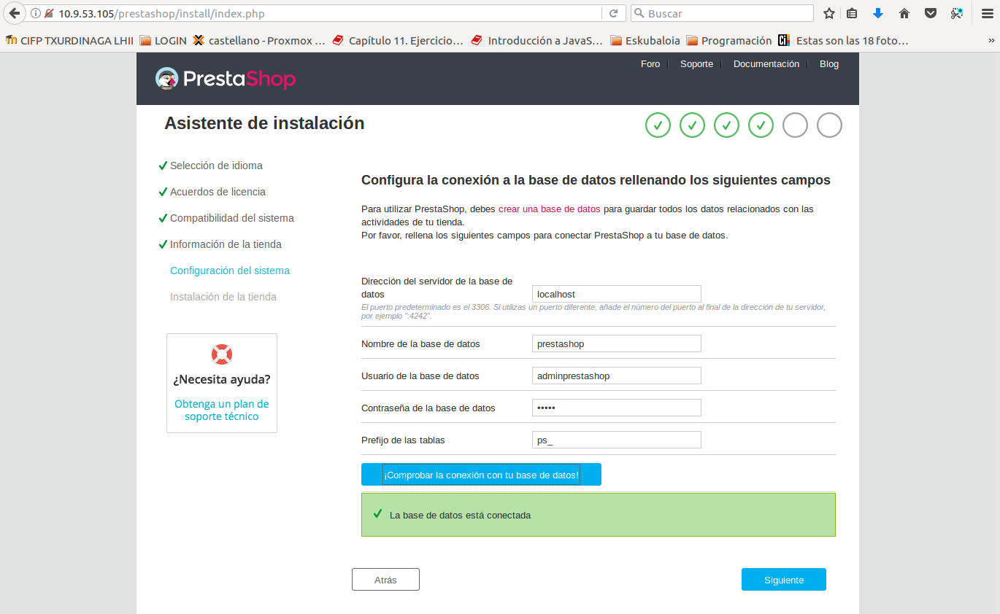 10.9.53.105/prestashop/install/index.php
Buscar
CIFP TXURDINAGA LHII
LOGIN
castellano - Proxmox ...
Capítulo 11. Ejercicio...
Introducción a JavaS...
Eskubaloia
Programación
Estas son las 18 foto...
PrestaShop
Foro
Soporte
Documentación
Blog
Asistente de instalación
Selección de idioma
Acuerdos de licencia
Compatibilidad del sistema
Información de la tienda
Configuración del sistema
Instalación de la tienda
¿Necesita ayuda?
Obtenga un plan de
soporte técnico
Configura la conexión a la base de datos rellenando los siguientes campos
Para utilizar PrestaShop, debes crear una base de datos para guardar todos los datos relacionados con las
actividades de tu tienda.
Por favor, rellena los siguientes campos para conectar PrestaShop a tu base de datos.
Dirección del servidor de la base de
datos
localhost
El puerto predeterminado es el 3306. Si utilizas un puerto diferente, añade el número del puerto al final de la dirección de tu servidor,
por ejemplo ":4242".
Nombre de la base de datos
prestashop
Usuario de la base de datos
adminprestashop
Contraseña de la base de datos
•••••
Prefijo de las tablas
ps_
¡Comprobar la conexión con tu base de datos!
La base de datos está conectada
Atrás
Siguiente